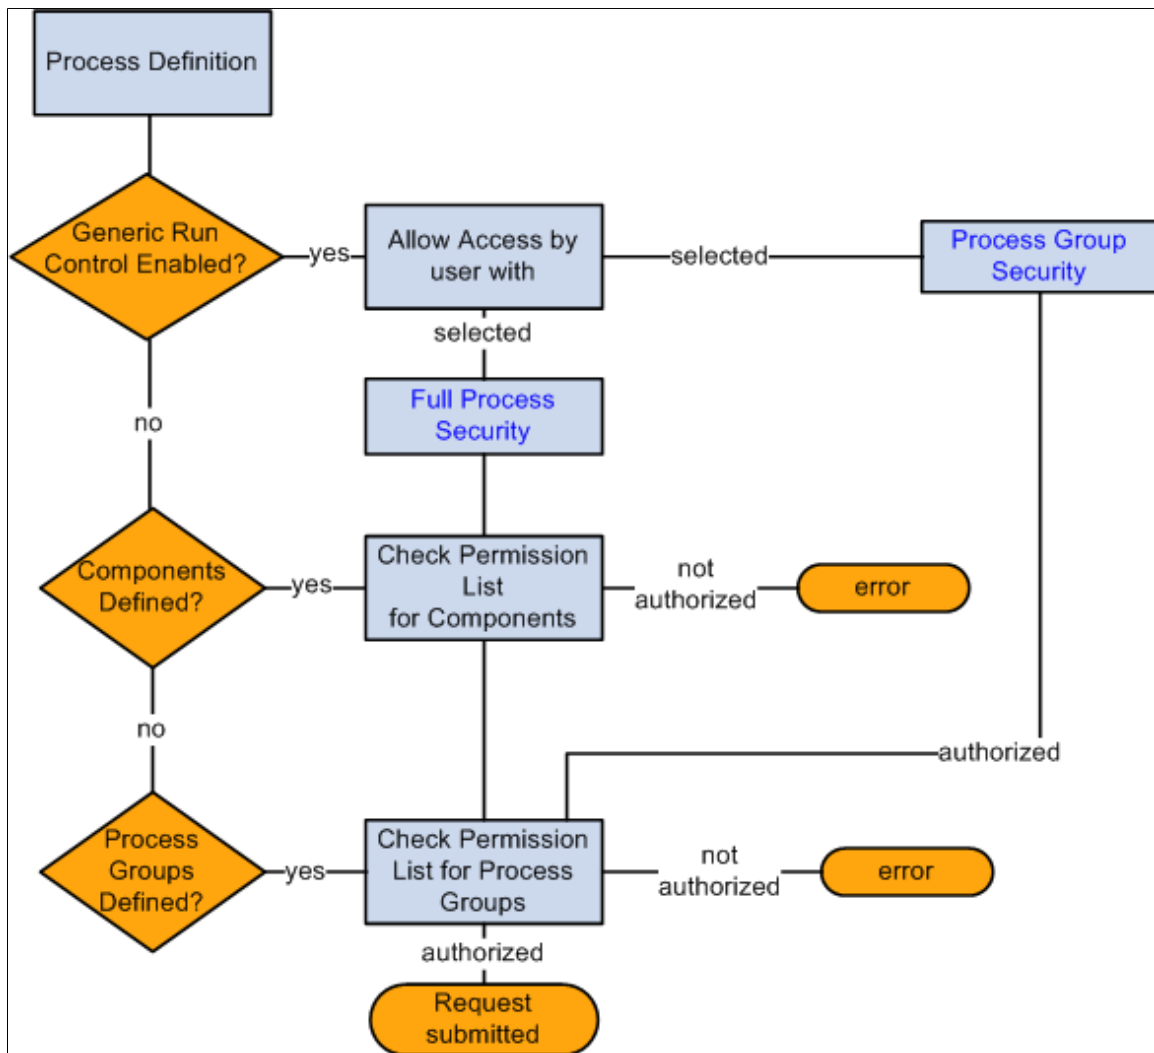 Process Definition
Generic Run
Control Enabled?
yes
Allow Access by
user with
selected
Process Group
Security
selected
Full Process
Security
no
Components
Defined?
yes
Check Permission
List
for Components
not
authorized
error
no
authorized
Process
Groups
Defined?
yes
Check Permission
List for Process
Groups
not
authorized
error
authorized
Request
submitted